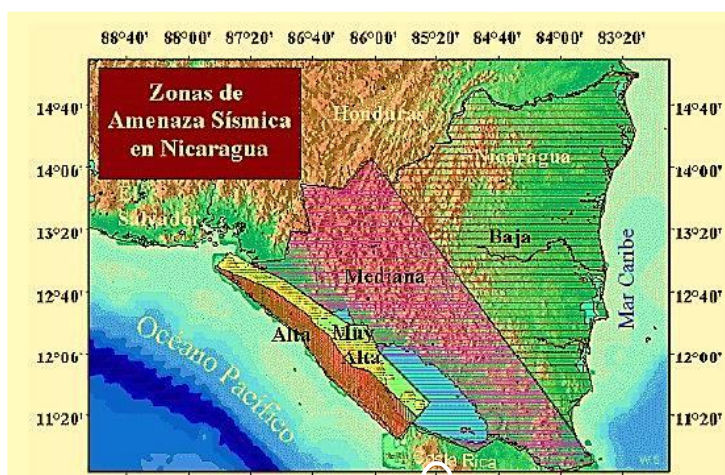 88°40' 88°00' 87°20' 86°40' 86°00' 85°20' 84°40' 84°00' 83°20'
Zonas de
Amenaza Sísmica
en Nicaragua
14°40' 14°40'
Honduras
Nicaragua
14°06' 14°00'
El
Salvador
13°20' 13°20'
Baja
Mediana
Mar Caribe
12°40' 12°40'
Océano Pacífico
Alta
Muy
Alta
12°06' 12°00'
11°20' 11°20'
Costa Rica